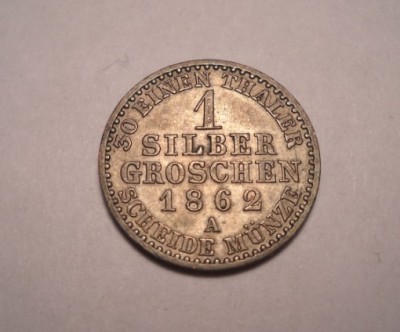 30 EINEN THALER
1
SILBER
GROSCHEN
1862
A
SCHEIDE MÜNZE